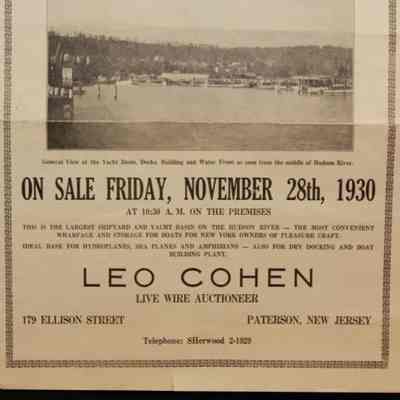 General View of the Yacht Basin, Docks, Building and Water Front as seen from the middle of Hudson River.
ON SALE FRIDAY, NOVEMBER 28th, 1930
AT 10:30 A. M. ON THE PREMISES
THIS IS THE LARGEST SHIPYARD AND YACHT BASIN ON THE HUDSON RIVER — THE MOST CONVENIENT
WHARFAGE AND STORAGE FOR BOATS FOR NEW YORK OWNERS OF PLEASURE CRAFT.
IDEAL BASE FOR HYDROPLANES, SEA PLANES AND AMPHIBIANS — ALSO FOR DRY DOCKING AND BOAT
BUILDING PLANT.
LEO COHEN
LIVE WIRE AUCTIONEER
179 ELLISON STREET PATERSON, NEW JERSEY
Telephone: SHerwood 2-1929